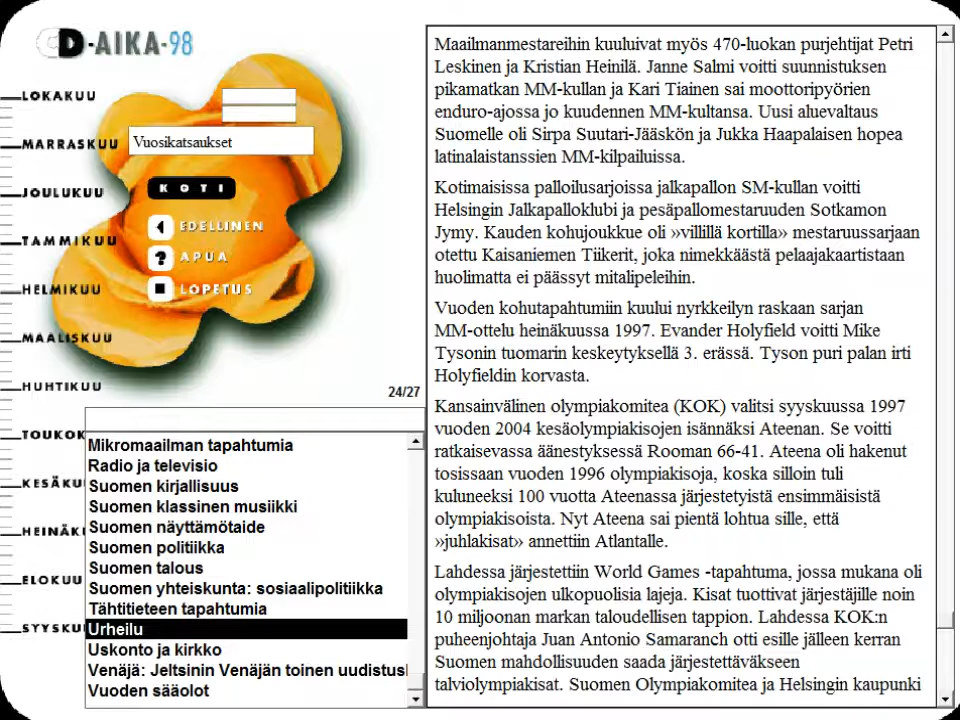 CD-AIKA-98
LOKAKUU
MARRASKUU
JOULUKUU
TAMMIKUU
HELMIKUU
MAALISKUU
HUHTIKUU
TOUKOK
KESÄKU
HEINÄK
ELOKUU
SYYSKU
Vuosikatsaukset
KOTI
EDELLINEN
? APUA
LOPETUS
24/27
Mikromaailman tapahtumia
Radio ja televisio
Suomen kirjallisuus
Suomen klassinen musiikki
Suomen näyttämötaide
Suomen politiikka
Suomen talous
Suomen yhteiskunta: sosiaalipolitiikka
Tähtitieteen tapahtumia
Urheilu
Uskonto ja kirkko
Venäjä: Jeltsinin Venäjän toinen uudistusl
Vuoden sääolot
Maailmanmestareihin kuuluivat myös 470-luokan purjehtijat Petri
Leskinen ja Kristian Heinilä. Janne Salmi voitti suunnistuksen
pikamatkan MM-kullan ja Kari Tiainen sai moottoripyörien
enduro-ajossa jo kuudennen MM-kultansa. Uusi aluevaltaus
Suomelle oli Sirpa Suutari-Jääskön ja Jukka Haapalaisen hopea
latinalaistanssien MM-kilpailuissa.
Kotimaisissa palloilusarjoissa jalkapallon SM-kullan voitti
Helsingin Jalkapalloklubi ja pesäpallomestaruuden Sotkamon
Jymy. Kauden kohujoukkue oli »villillä kortilla» mestaruussarjaan
otettu Kaisaniemen Tiikerit, joka nimekkäästä pelaajakaartistaan
huolimatta ei päässyt mitalipeleihin.
Vuoden kohutapahtumiin kuului nyrkkeilyn raskaan sarjan
MM-ottelu heinäkuussa 1997. Evander Holyfield voitti Mike
Tysonin tuomarin keskeytyksellä 3. erässä. Tyson puri palan irti
Holyfieldin korvasta.
Kansainvälinen olympiakomitea (KOK) valitsi syyskuussa 1997
vuoden 2004 kesäolympiakisojen isännäksi Ateenan. Se voitti
ratkaisevassa äänestyksessä Rooman 66-41. Ateena oli hakenut
tosissaan vuoden 1996 olympiakisoja, koska silloin tuli
kuluneeksi 100 vuotta Ateenassa järjestetyistä ensimmäisistä
olympiakisoista. Nyt Ateena sai pientä lohtua sille, että
»juhlakisat» annettiin Atlantalle.
Lahdessa järjestettiin World Games -tapahtuma, jossa mukana oli
olympiakisojen ulkopuolisia lajeja. Kisat tuottivat järjestäjille noin
10 miljoonan markan taloudellisen tappion. Lahdessa KOK:n
puheenjohtaja Juan Antonio Samaranch otti esille jälleen kerran
Suomen mahdollisuuden saada järjestettäväkseen
talviolympiakisat. Suomen Olympiakomitea ja Helsingin kaupunki